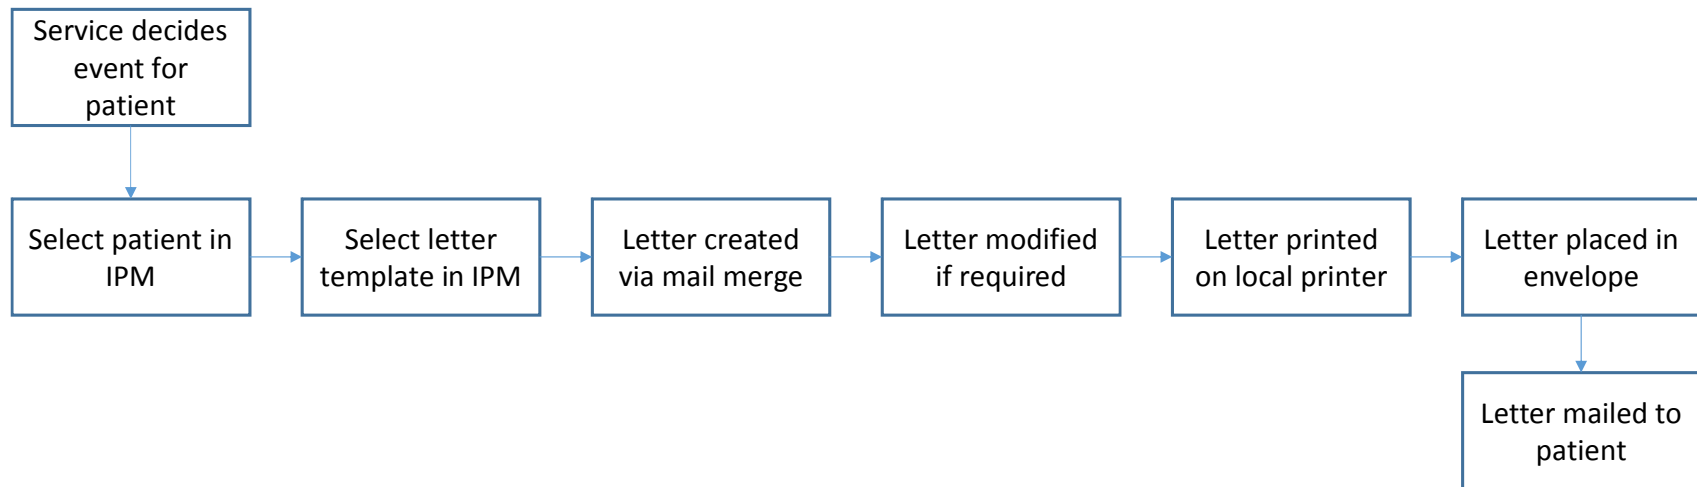 Service decides
event for
patient
Select patient in
IPM
Select letter
template in IPM
Letter created
via mail merge
Letter modified
if required
Letter printed
on local printer
Letter placed in
envelope
Letter mailed to
patient